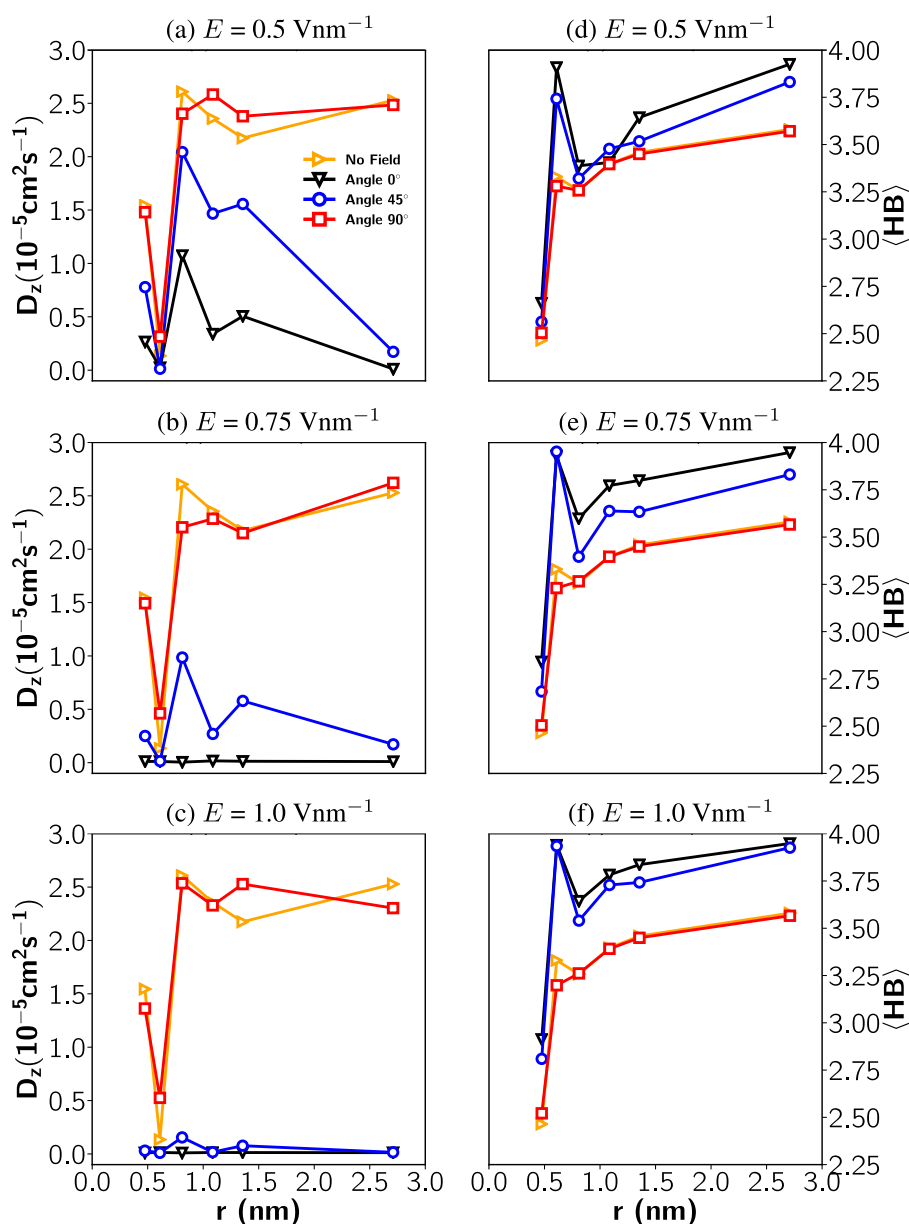 (a) E = 0.5 Vnm⁻¹
3.0
2.5
2.0
1.5
1.0
0.5
0.0
D_z(10⁻⁵cm²s⁻¹)
No Field
Angle 0°
Angle 45°
Angle 90°
(d) E = 0.5 Vnm⁻¹
4.00
3.75
3.50
3.25
3.00
2.75
2.50
2.25
⟨HB⟩
(b) E = 0.75 Vnm⁻¹
3.0
2.5
2.0
1.5
1.0
0.5
0.0
D_z(10⁻⁵cm²s⁻¹)
(e) E = 0.75 Vnm⁻¹
4.00
3.75
3.50
3.25
3.00
2.75
2.50
2.25
⟨HB⟩
(c) E = 1.0 Vnm⁻¹
3.0
2.5
2.0
1.5
1.0
0.5
0.0
D_z(10⁻⁵cm²s⁻¹)
0.0 0.5 1.0 1.5 2.0 2.5 3.0
r (nm)
(f) E = 1.0 Vnm⁻¹
4.00
3.75
3.50
3.25
3.00
2.75
2.50
2.25
⟨HB⟩
0.0 0.5 1.0 1.5 2.0 2.5 3.0
r (nm)